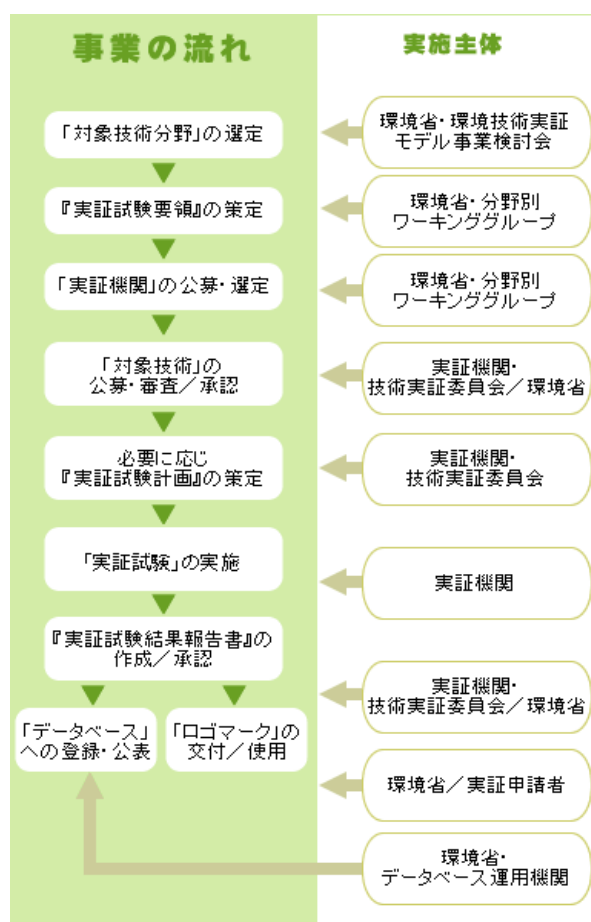 事業の流れ
実施主体
「対象技術分野」の選定
環境省・環境技術実証
モデル事業検討会
『実証試験要領』の策定
環境省・分野別
ワーキンググループ
「実証機関」の公募・選定
環境省・分野別
ワーキンググループ
「対象技術」の
公募・審査／承認
実証機関・
技術実証委員会／環境省
必要に応じ
『実証試験計画』の策定
実証機関・
技術実証委員会
「実証試験」の実施
実証機関
『実証試験結果報告書』の
作成／承認
実証機関・
技術実証委員会／環境省
「データベース」
への登録・公表
「ロゴマーク」の
交付／使用
環境省／実証申請者
環境省・
データベース運用機関